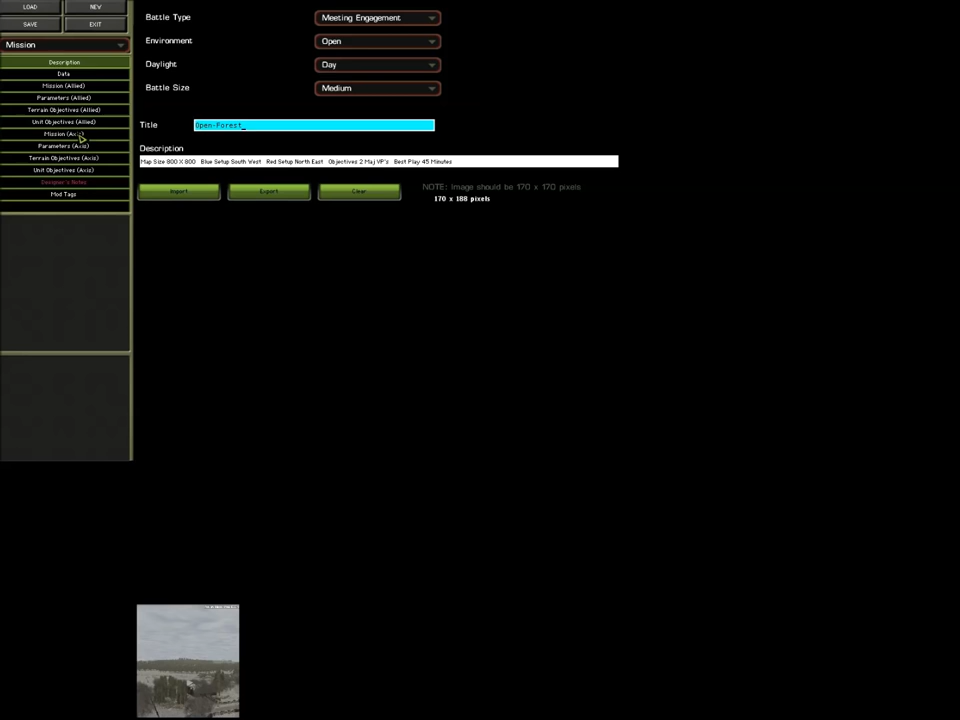 LOAD NEW
SAVE EXIT
Mission
Description
Data
Mission (Allied)
Parameters (Allied)
Terrain Objectives (Allied)
Unit Objectives (Allied)
Mission (Axis)
Parameters (Axis)
Terrain Objectives (Axis)
Unit Objectives (Axis)
Designer's Notes
Mod Tags
Battle Type Meeting Engagement
Environment Open
Daylight Day
Battle Size Medium
Title Open-Forest_
Description
Map Size 800 X 800 Blue Setup South West Red Setup North East Objectives 2 Maj VP's Best Play 45 Minutes
Import Export Clear
NOTE: Image should be 170 x 170 pixels
170 x 188 pixels